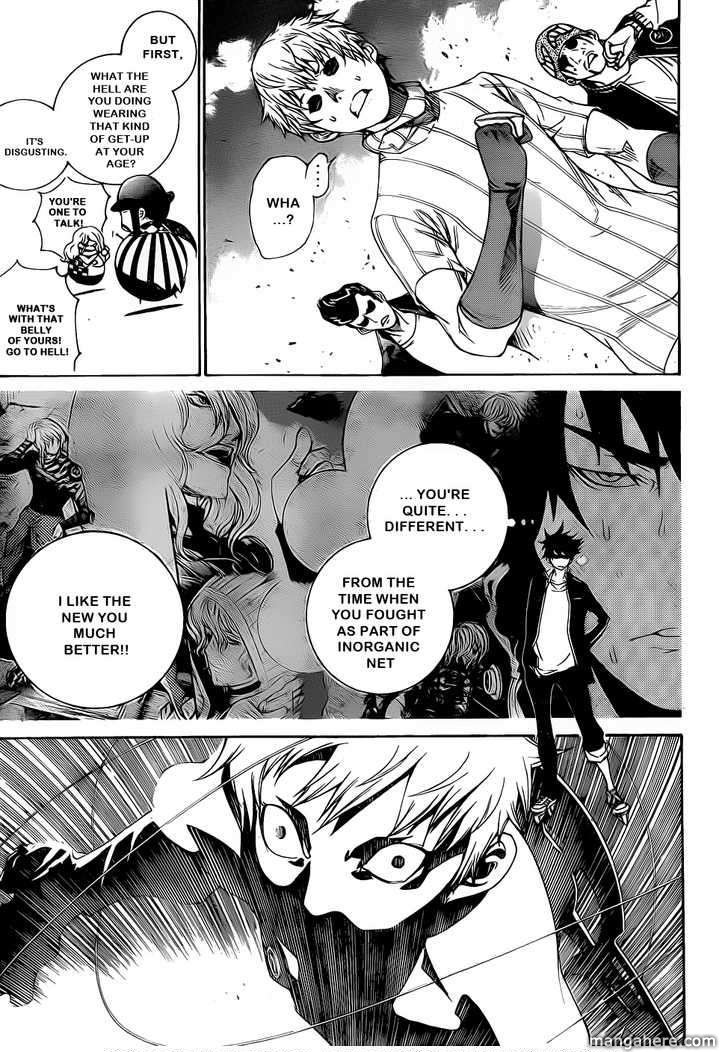 . . .
WHA
...?
BUT
FIRST,
WHAT THE
HELL ARE
YOU DOING
WEARING
THAT KIND
OF GET-UP
AT YOUR
AGE?
IT'S
DISGUSTING.
YOU'RE
ONE TO
TALK!
WHAT'S
WITH THAT
BELLY
OF YOURS!
GO TO HELL!
... YOU'RE
QUITE. . .
DIFFERENT. . .
FROM THE
TIME WHEN
YOU FOUGHT
AS PART OF
INORGANIC
NET
I LIKE THE
NEW YOU
MUCH
BETTER!!
mangahere.com